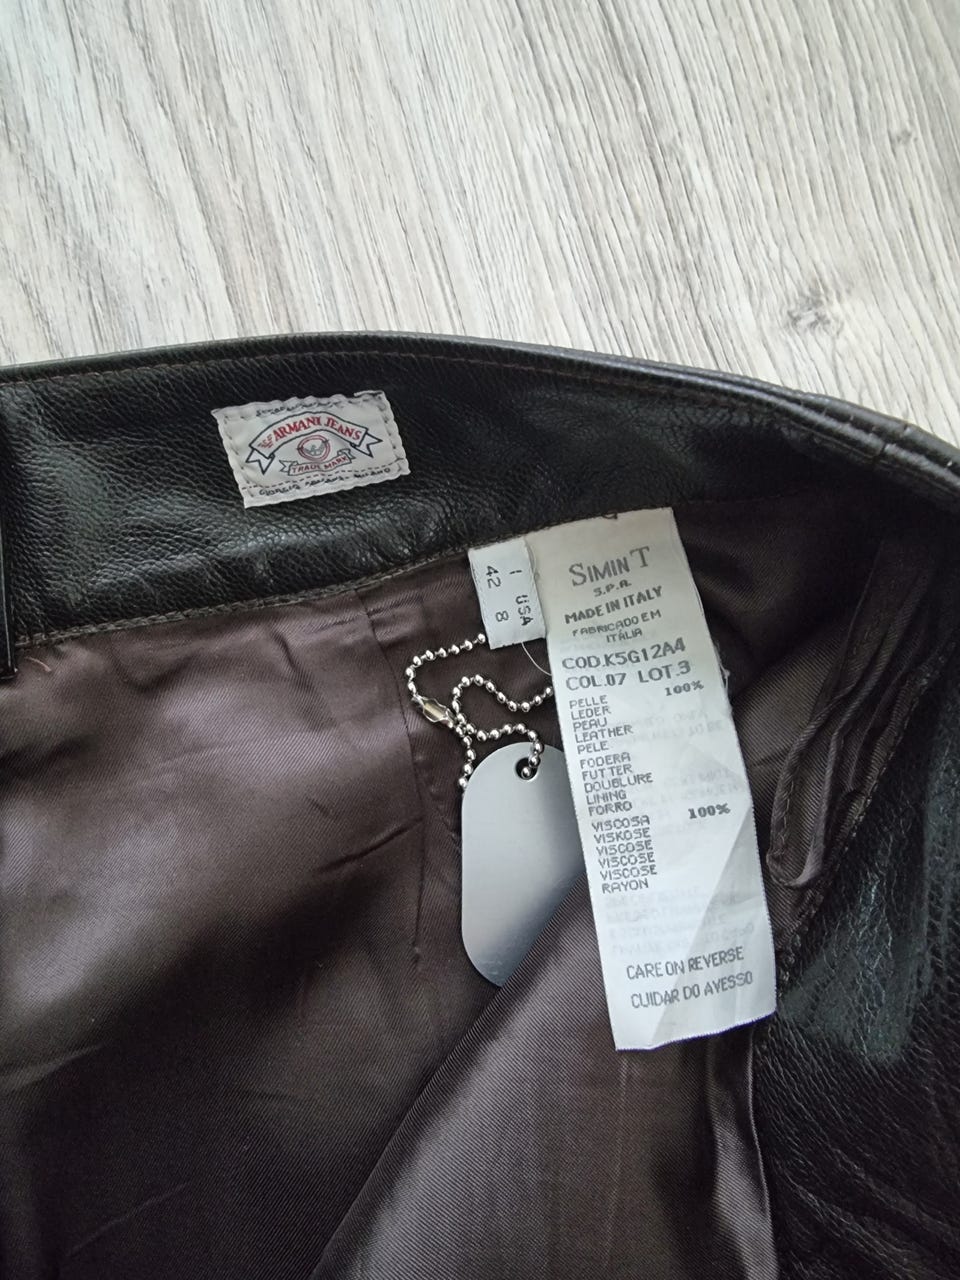 ARMANI JEANS
TRADE MARK
I USA
42 8
SIMINT
S.P.A.
MADE IN ITALY
FABRICADO EM
ITÁLIA
COD.K5G12A4
COL.07 LOT.3
100%
PELLE
LEDER
PEAU
LEATHER
PELE
FODERA
FUTTER
DOUBLURE
LINING
FORRO
VISCOSA 100%
VISKOSE
VISCOSE
VISCOSE
VISCOSE
RAYON
CARE ON REVERSE
CUIDAR DO AVESSO